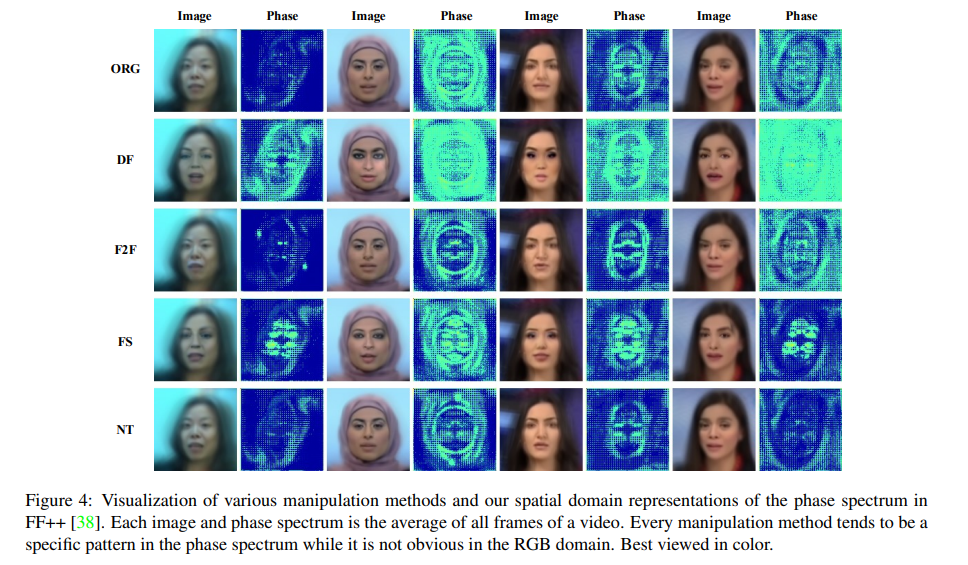 Image Phase Image Phase Image Phase Image Phase
ORG
DF
F2F
FS
NT
Figure 4: Visualization of various manipulation methods and our spatial domain representations of the phase spectrum in
FF++ [38]. Each image and phase spectrum is the average of all frames of a video. Every manipulation method tends to be a
specific pattern in the phase spectrum while it is not obvious in the RGB domain. Best viewed in color.